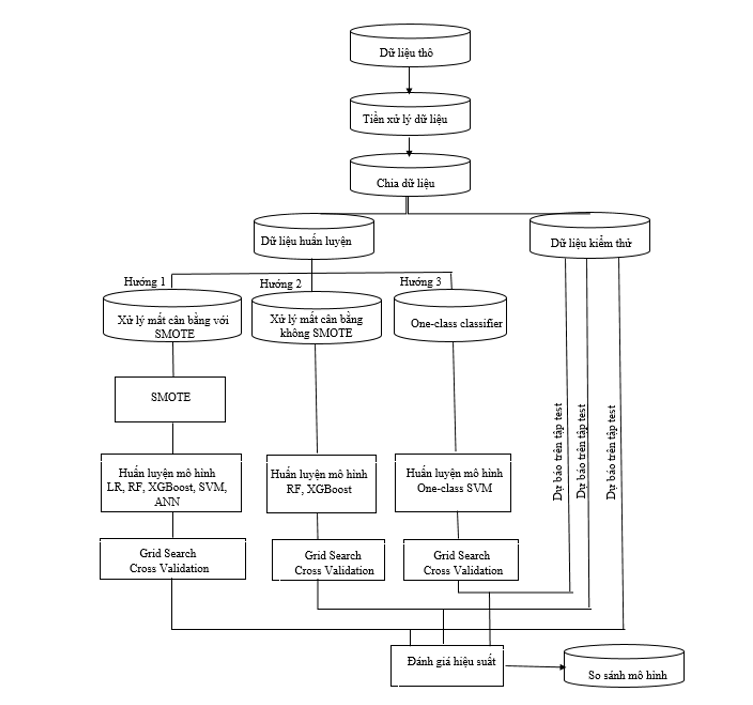 Dữ liệu thô
Tiền xử lý dữ liệu
Chia dữ liệu
Dữ liệu huấn luyện
Dữ liệu kiểm thử
Hướng 1
Hướng 2
Hướng 3
Xử lý mất cân bằng với
SMOTE
Xử lý mất cân bằng
không SMOTE
One-class classifier
SMOTE
Huấn luyện mô hình
LR, RF, XGBoost, SVM,
ANN
Huấn luyện mô hình
RF, XGBoost
Huấn luyện mô hình
One-class SVM
Dự báo trên tập test
Dự báo trên tập test
Dự báo trên tập test
Grid Search
Cross Validation
Grid Search
Cross Validation
Grid Search
Cross Validation
Đánh giá hiệu suất
So sánh mô hình